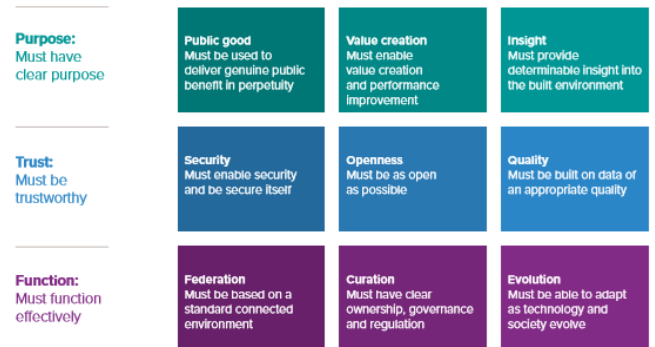 Purpose:
Must have
clear purpose
Public good
Must be used to
deliver genuine public
benefit in perpetuity
Value creation
Must enable
value creation
and performance
improvement
Insight
Must provide
determinable insight into
the built environment
Trust:
Must be
trustworthy
Security
Must enable security
and be secure itself
Openness
Must be as open
as possible
Quality
Must be built on data of
an appropriate quality
Function:
Must function
effectively
Federation
Must be based on a
standard connected
environment
Curation
Must have clear
ownership, governance
and regulation
Evolution
Must be able to adapt
as technology and
society evolve